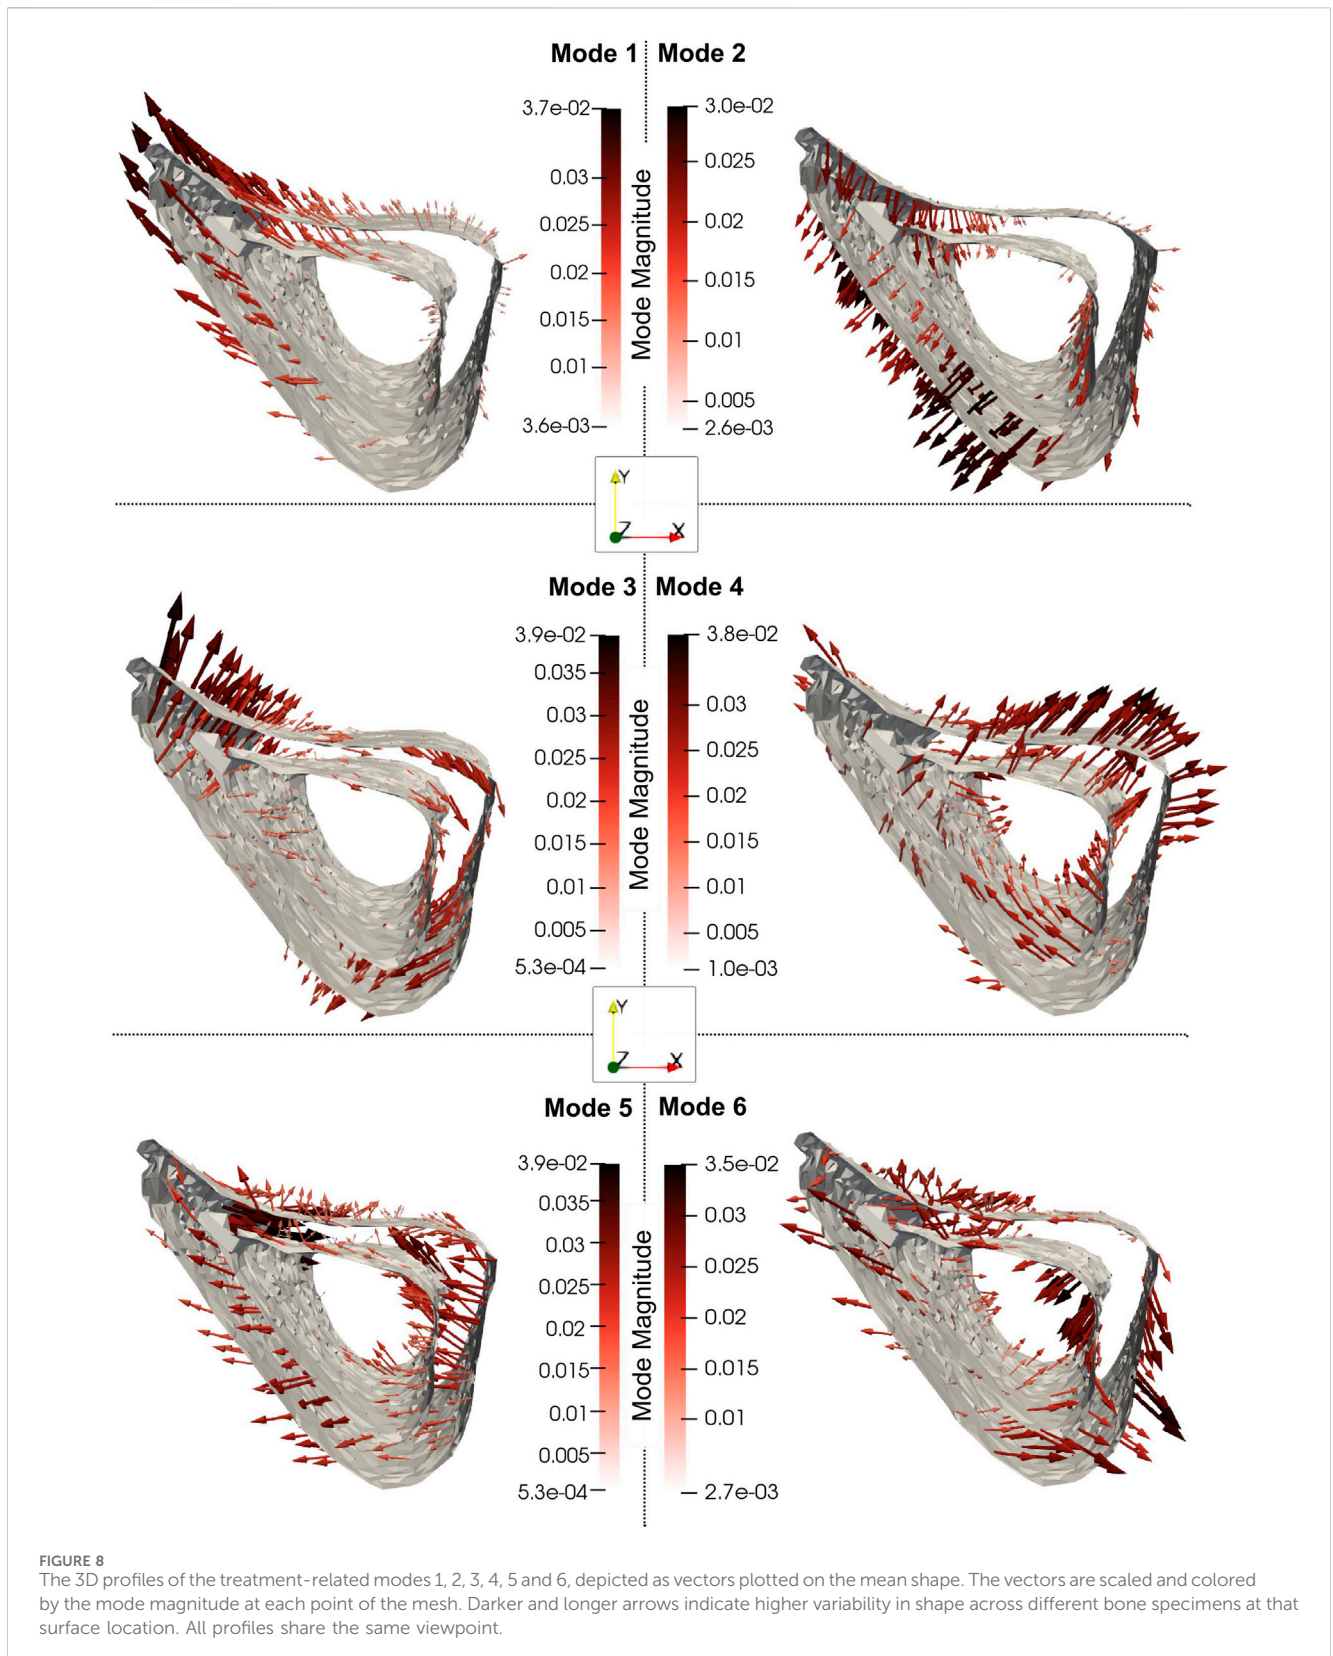 Mode 1 Mode 2
3.7e-02
0.03
0.025
0.02
0.015
0.01
3.6e-03
Mode Magnitude
3.0e-02
0.025
0.02
0.015
0.01
0.005
2.6e-03
Y
Z X
Mode 3 Mode 4
3.9e-02
0.035
0.03
0.025
0.02
0.015
0.01
0.005
5.3e-04
Mode Magnitude
3.8e-02
0.03
0.025
0.02
0.015
0.01
0.005
1.0e-03
Y
Z X
Mode 5 Mode 6
3.9e-02
0.035
0.03
0.025
0.02
0.015
0.01
0.005
5.3e-04
Mode Magnitude
3.5e-02
0.03
0.025
0.02
0.015
0.01
2.7e-03
FIGURE 8
The 3D profiles of the treatment-related modes 1, 2, 3, 4, 5 and 6, depicted as vectors plotted on the mean shape. The vectors are scaled and colored
by the mode magnitude at each point of the mesh. Darker and longer arrows indicate higher variability in shape across different bone specimens at that
surface location. All profiles share the same viewpoint.